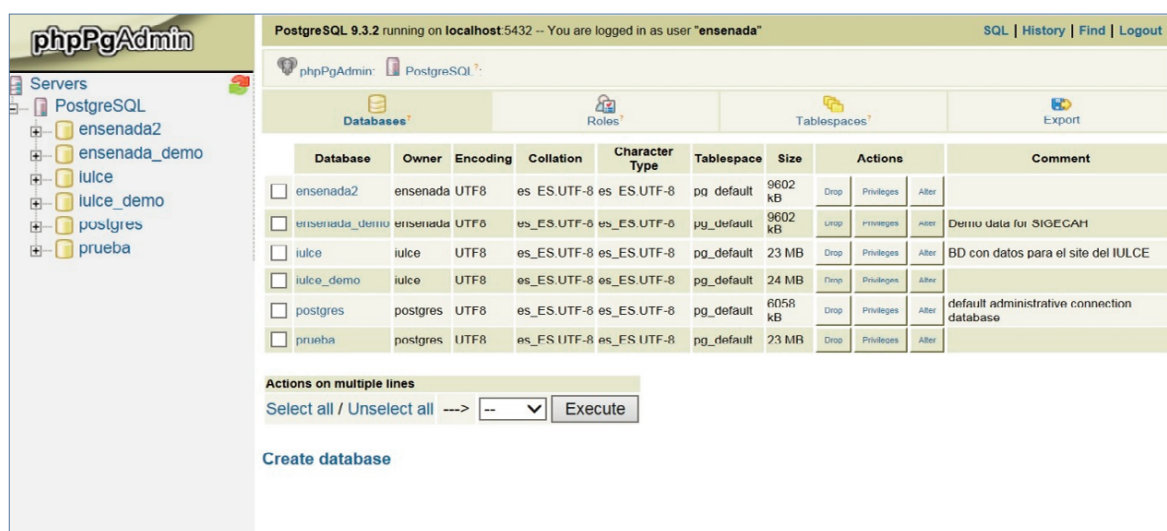 phpPgAdmin
Servers
PostgreSQL
ensenada2
ensenada_demo
iulce
iulce_demo
postgres
prueba
PostgreSQL 9.3.2 running on localhost:5432 -- You are logged in as user "ensenada"
SQL | History | Find | Logout
phpPgAdmin: PostgreSQL?:
Databases? Roles? Tablespaces? Export
Database Owner Encoding Collation Character Type Tablespace Size Actions Comment
ensenada2 ensenada UTF8 es_ES.UTF-8 es_ES.UTF-8 pg_default 9602 kB Drop Privileges Alter
ensenada_demo ensenada UTF8 es_ES.UTF-8 es_ES.UTF-8 pg_default 9602 kB Drop Privileges Alter Demo data for SIGECAH
iulce iulce UTF8 es_ES.UTF-8 es_ES.UTF-8 pg_default 23 MB Drop Privileges Alter BD con datos para el site del IULCE
iulce_demo iulce UTF8 es_ES.UTF-8 es_ES.UTF-8 pg_default 24 MB Drop Privileges Alter
postgres postgres UTF8 es_ES.UTF-8 es_ES.UTF-8 pg_default 6058 kB Drop Privileges Alter default administrative connection database
prueba postgres UTF8 es_ES.UTF-8 es_ES.UTF-8 pg_default 23 MB Drop Privileges Alter
Actions on multiple lines
Select all / Unselect all ---> -- Execute
Create database